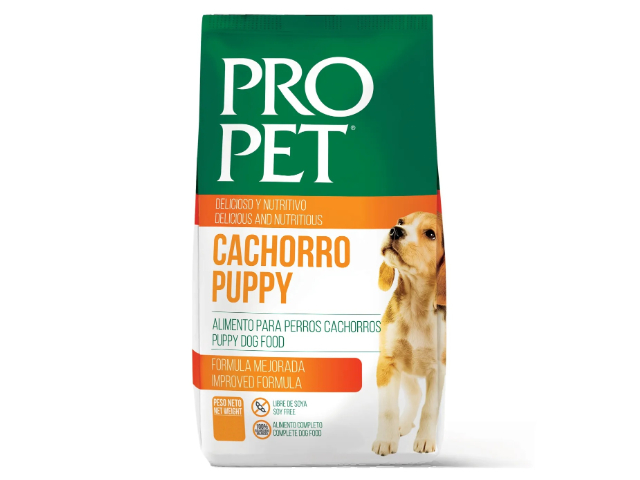 PRO
PET®
DELICIOSO Y NUTRITIVO
DELICIOUS AND NUTRITIOUS
CACHORRO
PUPPY
ALIMENTO PARA PERROS CACHORROS
PUPPY DOG FOOD
FORMULA MEJORADA
IMPROVED FORMULA
PESO NETO
NET WEIGHT
LIBRE DE SOYA
SOY FREE
100%
ALIMENTO COMPLETO
COMPLETE DOG FOOD